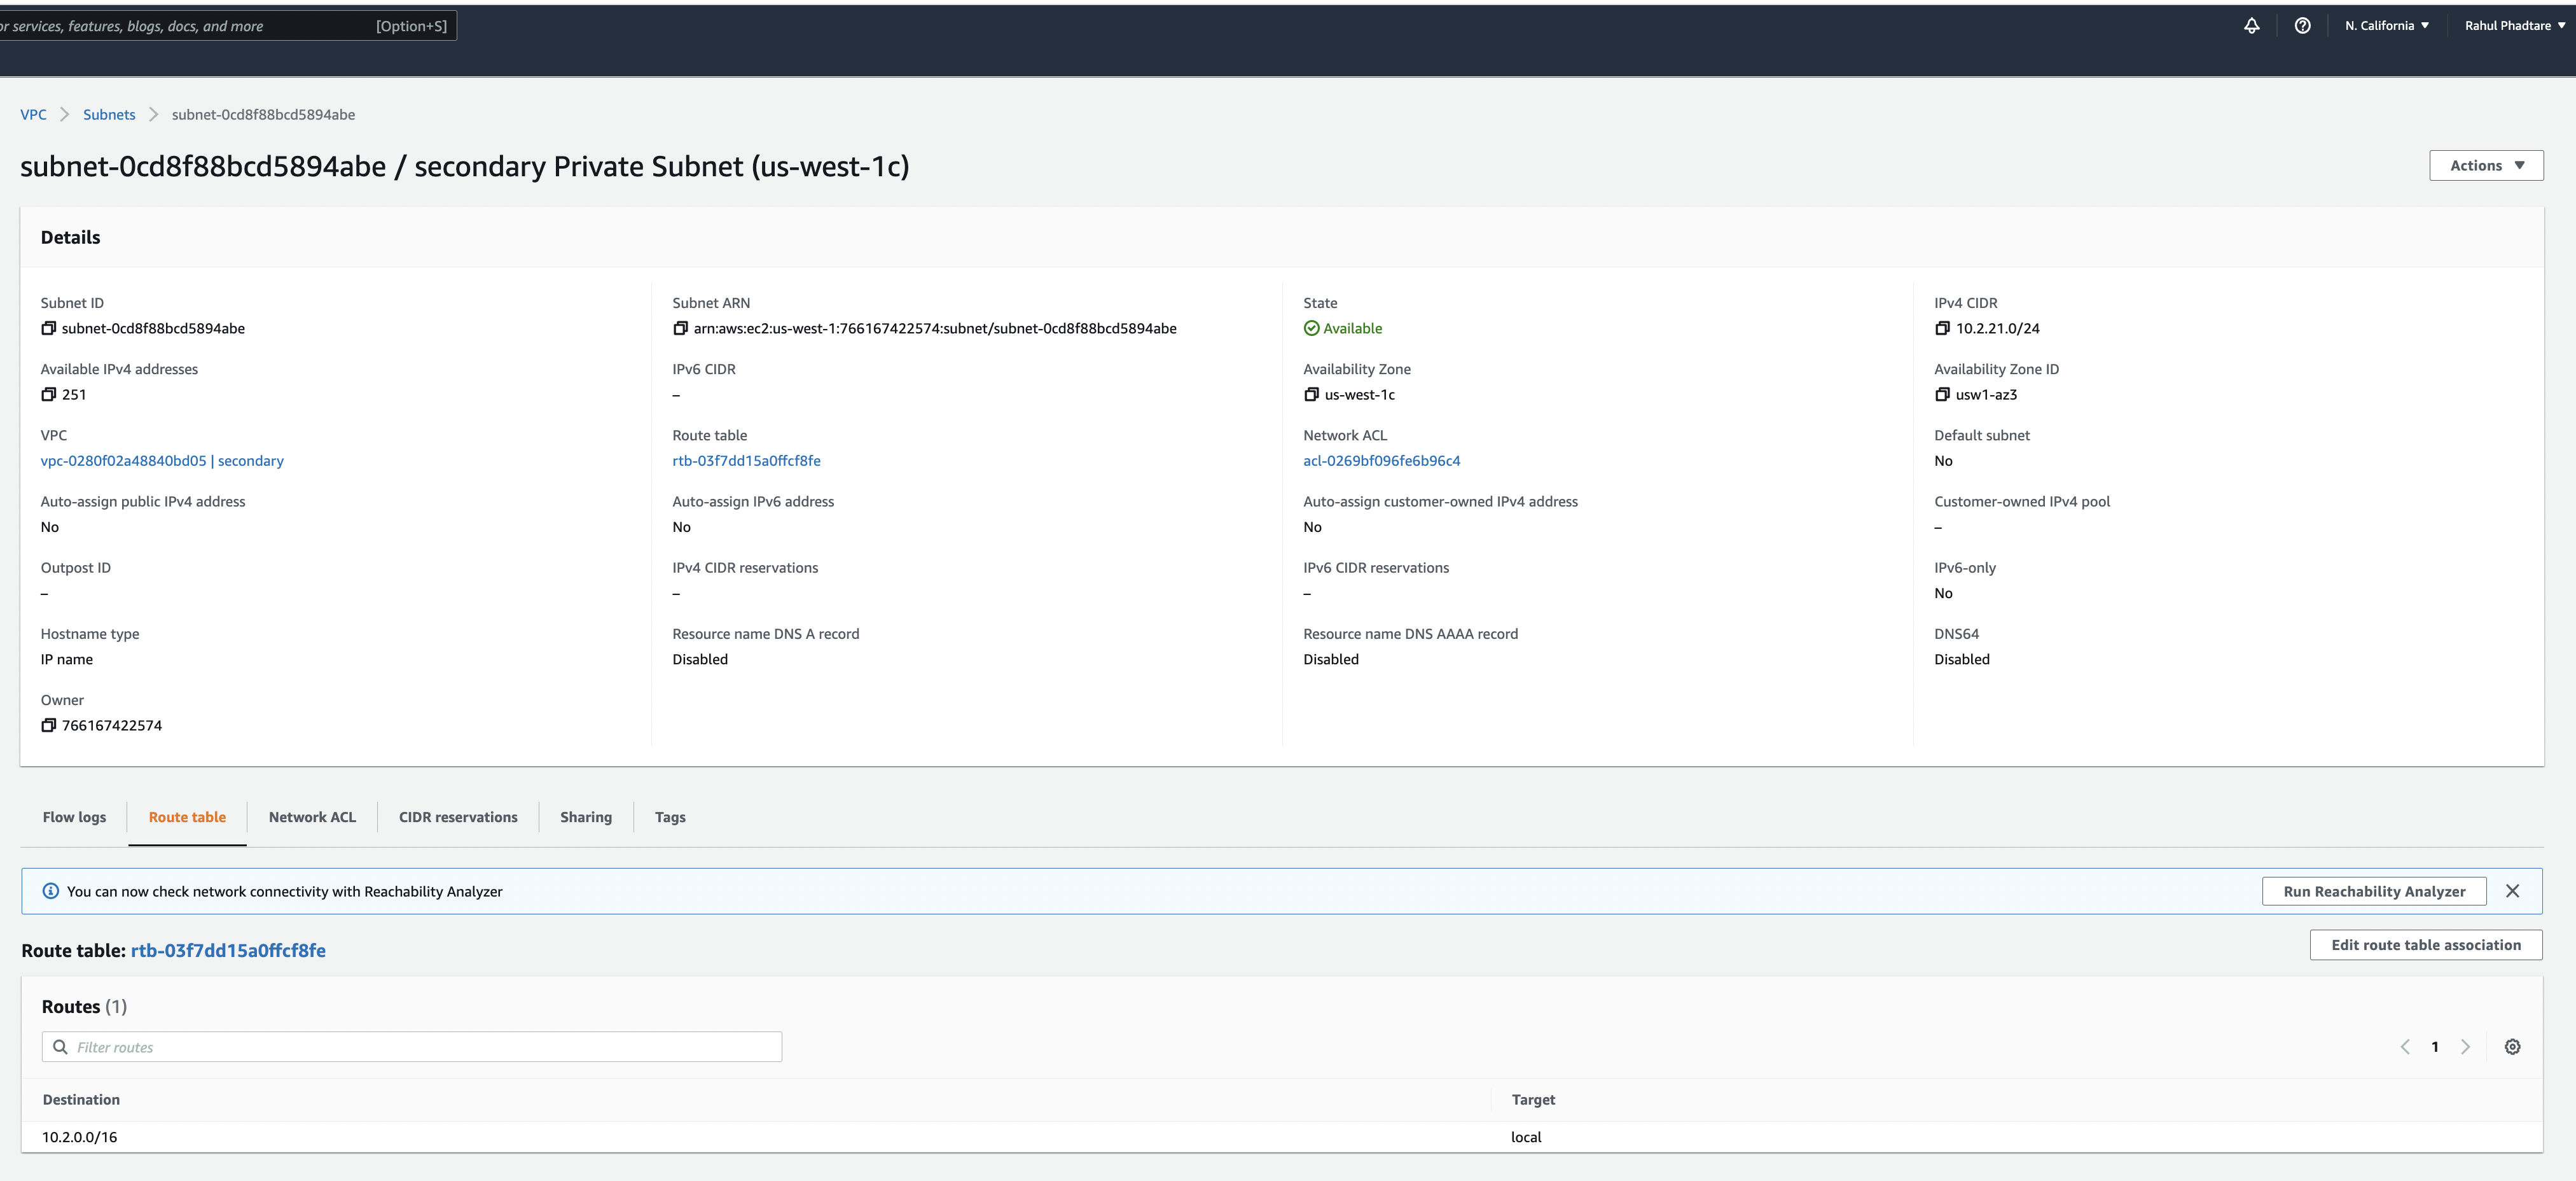 or services, features, blogs, docs, and more [Option+S] N. California Rahul Phadtare
VPC Subnets subnet-0cd8f88bcd5894abe
subnet-0cd8f88bcd5894abe / secondary Private Subnet (us-west-1c) Actions
Details
Subnet ID Subnet ARN State IPv4 CIDR
subnet-0cd8f88bcd5894abe arn:aws:ec2:us-west-1:766167422574:subnet/subnet-0cd8f88bcd5894abe Available 10.2.21.0/24
Available IPv4 addresses IPv6 CIDR Availability Zone Availability Zone ID
251 – us-west-1c usw1-az3
VPC Route table Network ACL Default subnet
vpc-0280f02a48840bd05 | secondary rtb-03f7dd15a0ffcf8fe acl-0269bf096fe6b96c4 No
Auto-assign public IPv4 address Auto-assign IPv6 address Auto-assign customer-owned IPv4 address Customer-owned IPv4 pool
No No No –
Outpost ID IPv4 CIDR reservations IPv6 CIDR reservations IPv6-only
– – – No
Hostname type Resource name DNS A record Resource name DNS AAAA record DNS64
IP name Disabled Disabled Disabled
Owner
766167422574
Flow logs Route table Network ACL CIDR reservations Sharing Tags
You can now check network connectivity with Reachability Analyzer Run Reachability Analyzer
Route table: rtb-03f7dd15a0ffcf8fe Edit route table association
Routes (1)
Filter routes 1
Destination Target
10.2.0.0/16 local